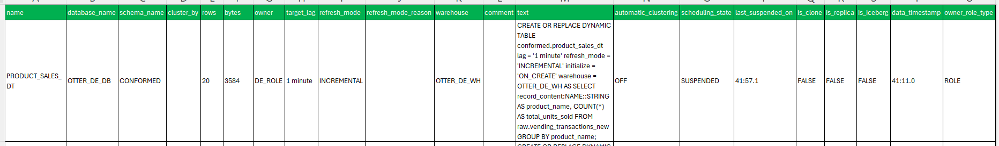 name database_name schema_name cluster_by rows bytes owner target_lag refresh_mode refresh_mode_reason warehouse comment text automatic_clustering scheduling_state last_suspended_on is_clone is_replica is_iceberg data_timestamp owner_role_type
PRODUCT_SALES_
DT
OTTER_DE_DB
CONFORMED
20
3584
DE_ROLE
1 minute
INCREMENTAL
OTTER_DE_WH
CREATE OR REPLACE DYNAMIC
TABLE
conformed.product_sales_dt
lag = '1 minute' refresh_mode =
'INCREMENTAL' initialize =
'ON_CREATE' warehouse =
OTTER_DE_WH AS SELECT
record_content:NAME::STRING
AS product_name, COUNT(*)
AS total_units_sold FROM
raw.vending_transactions_new
GROUP BY product_name;
OFF
SUSPENDED
41:57.1
FALSE
FALSE
FALSE
41:11.0
ROLE